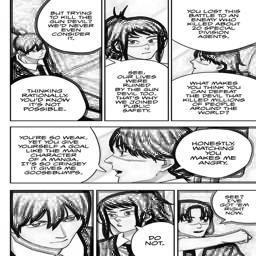 YOU LOST THIS
BATTLE TO AN
ENEMY WHO
KILLED ABOUT
20 SPECIAL
DIVISION
AGENTS.
WHAT MAKES
YOU THINK YOU
CAN DEFEAT
THE DEVIL THAT
KILLED MILLIONS
OF PEOPLE
AROUND THE
WORLD?
SEE,
OUR LIVES
WERE
RUINED
BY THE
GUN DEVIL
TOO. THAT'S
WHY WE
JOINED
PUBLIC
SAFETY.
BUT TRYING
TO KILL THE
GUN DEVIL?
WE'D NEVER
EVEN
CONSIDER
IT.
THINKING
RATIONALLY,
YOU'D KNOW
IT'S NOT
POSSIBLE.
HONESTLY,
WATCHING
YOU
MAKES ME
ANGRY.
YOU'RE SO WEAK,
YET YOU GIVE
YOURSELF A GOAL
LIKE THE MAIN
CHARACTER
OF A MANGA.
IT'S SO CRINGEY
IT GIVES ME
GOOSEBUMPS.
SEE?
I'VE
GOT 'EM
RIGHT
NOW.
DO
NOT.